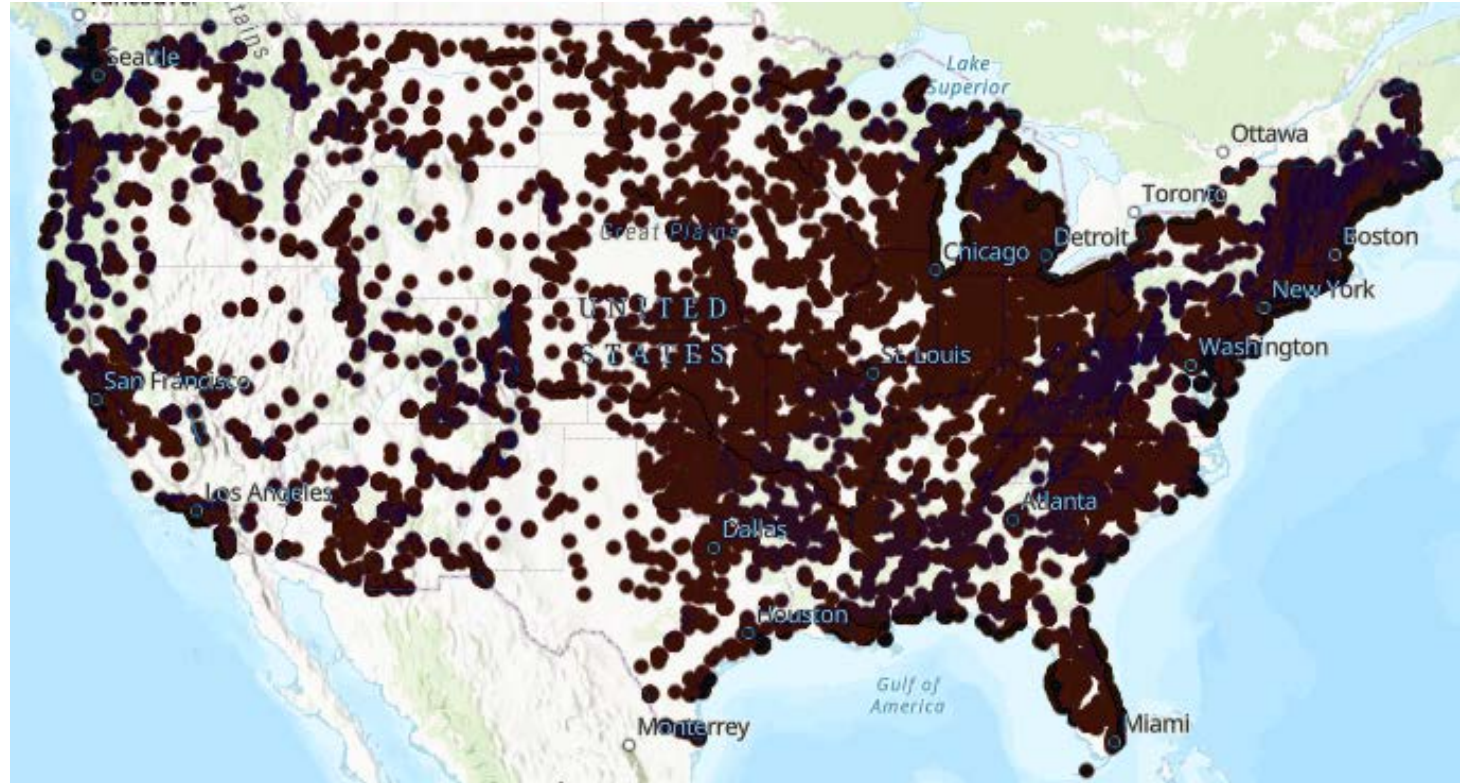 Seattle
Lake
Superior
Ottawa
Toronto
Great Plains
Detroit
Boston
Chicago
New York
UNITED
STATES
St. Louis
Washington
San Francisco
Los Angeles
Atlanta
Dallas
Houston
Gulf of
America
Monterrey
Miami